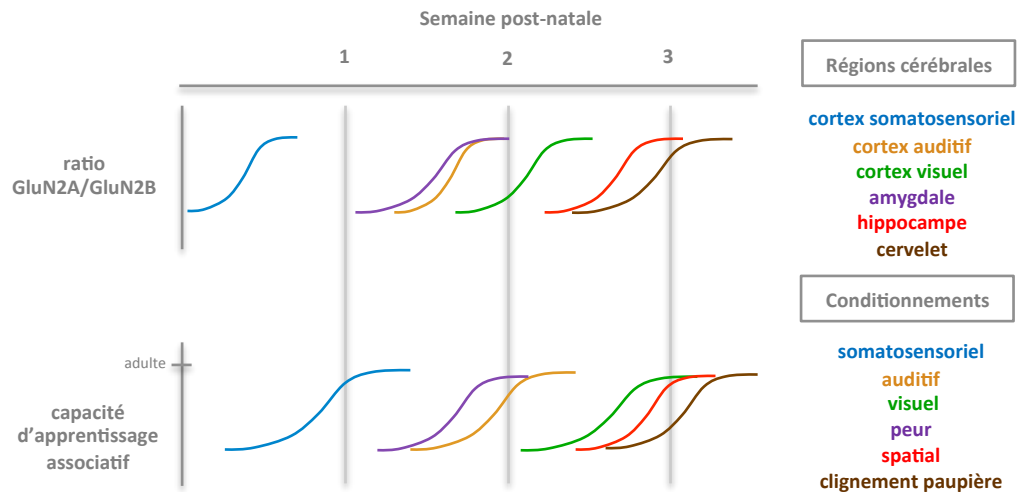 Semaine post-natale
1
2
3
ratio
GluN2A/GluN2B
adulte
capacité
d'apprentissage
associatif
Régions cérébrales
cortex somatosensoriel
cortex auditif
cortex visuel
amygdale
hippocampe
cervelet
Conditionnements
somatosensoriel
auditif
visuel
peur
spatial
clignement paupière